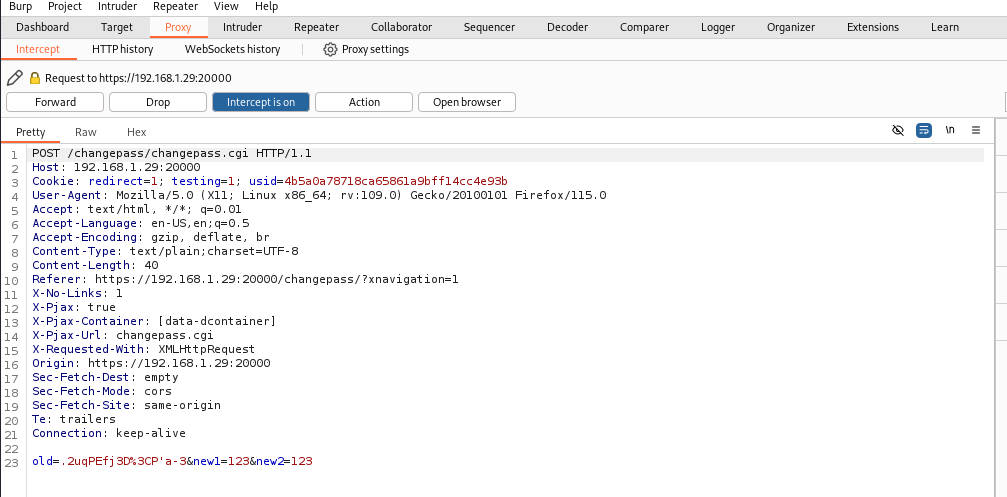 Burp Project Intruder Repeater View Help
Dashboard Target Proxy Intruder Repeater Collaborator Sequencer Decoder Comparer Logger Organizer Extensions Learn
Intercept HTTP history WebSockets history Proxy settings
Request to https://192.168.1.29:20000
Forward Drop Intercept is on Action Open browser
Pretty Raw Hex \n
1 POST /changepass/changepass.cgi HTTP/1.1
2 Host: 192.168.1.29:20000
3 Cookie: redirect=1; testing=1; usid=4b5a0a78718ca65861a9bff14cc4e93b
4 User-Agent: Mozilla/5.0 (X11; Linux x86_64; rv:109.0) Gecko/20100101 Firefox/115.0
5 Accept: text/html, */*; q=0.01
6 Accept-Language: en-US,en;q=0.5
7 Accept-Encoding: gzip, deflate, br
8 Content-Type: text/plain;charset=UTF-8
9 Content-Length: 40
10 Referer: https://192.168.1.29:20000/changepass/?xnavigation=1
11 X-No-Links: 1
12 X-Pjax: true
13 X-Pjax-Container: [data-dcontainer]
14 X-Pjax-Url: changepass.cgi
15 X-Requested-With: XMLHttpRequest
16 Origin: https://192.168.1.29:20000
17 Sec-Fetch-Dest: empty
18 Sec-Fetch-Mode: cors
19 Sec-Fetch-Site: same-origin
20 Te: trailers
21 Connection: keep-alive
22
23 old=.2uqPEfj3D%3CP'a-3&new1=123&new2=123